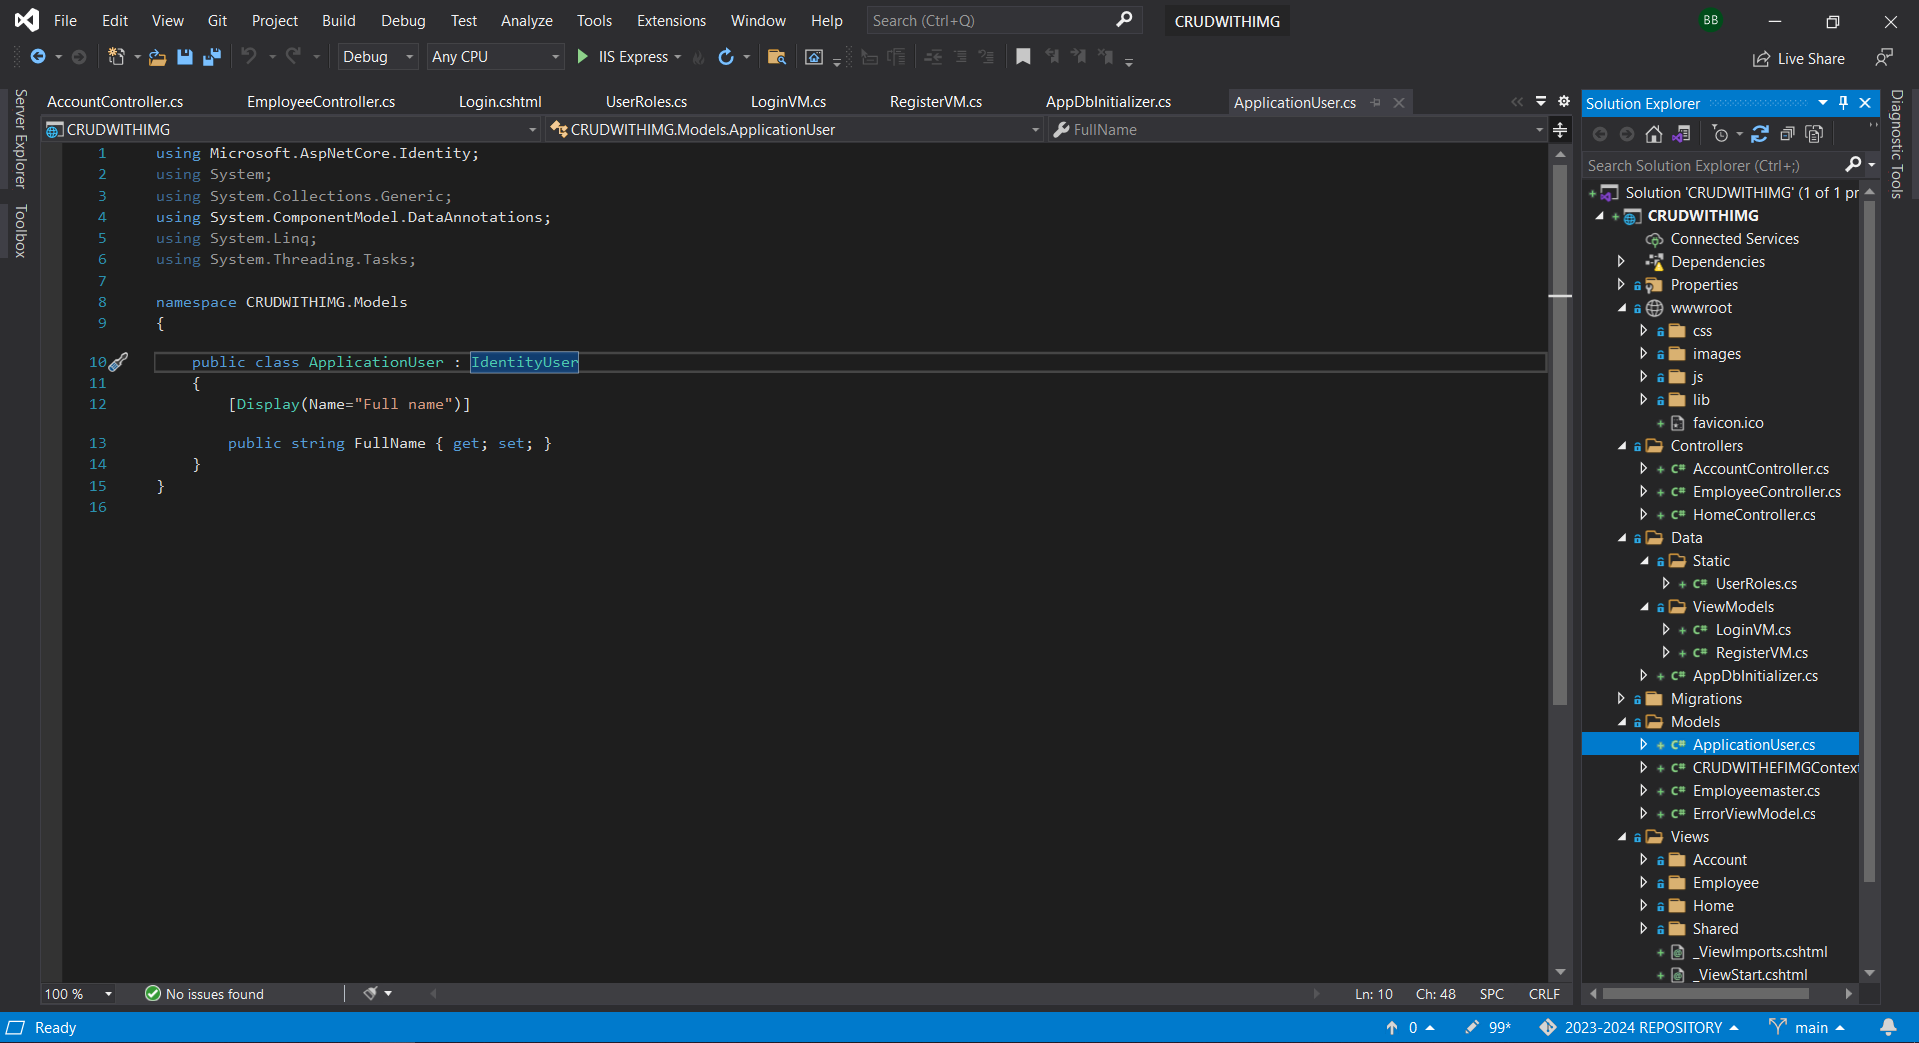 File Edit View Git Project Build Debug Test Analyze Tools Extensions Window Help Search (Ctrl+Q) CRUDWITHIMG BB
Debug Any CPU IIS Express Live Share
AccountController.cs EmployeeController.cs Login.cshtml UserRoles.cs LoginVM.cs RegisterVM.cs AppDbInitializer.cs ApplicationUser.cs
CRUDWITHIMG CRUDWITHIMG.Models.ApplicationUser FullName
Server Explorer
Toolbox
1 using Microsoft.AspNetCore.Identity;
2 using System;
3 using System.Collections.Generic;
4 using System.ComponentModel.DataAnnotations;
5 using System.Linq;
6 using System.Threading.Tasks;
7
8 namespace CRUDWITHIMG.Models
9 {
10 public class ApplicationUser : IdentityUser
11 {
12 [Display(Name="Full name")]
13 public string FullName { get; set; }
14 }
15 }
16
100 % No issues found Ln: 10 Ch: 48 SPC CRLF
Solution Explorer
Search Solution Explorer (Ctrl+;)
Solution 'CRUDWITHIMG' (1 of 1 pr
CRUDWITHIMG
Connected Services
Dependencies
Properties
wwwroot
css
images
js
lib
favicon.ico
Controllers
AccountController.cs
EmployeeController.cs
HomeController.cs
Data
Static
UserRoles.cs
ViewModels
LoginVM.cs
RegisterVM.cs
AppDbInitializer.cs
Migrations
Models
ApplicationUser.cs
CRUDWITHEFIMGContext
Employeemaster.cs
ErrorViewModel.cs
Views
Account
Employee
Home
Shared
_ViewImports.cshtml
_ViewStart.cshtml
Diagnostic Tools
Ready 0 99* 2023-2024 REPOSITORY main